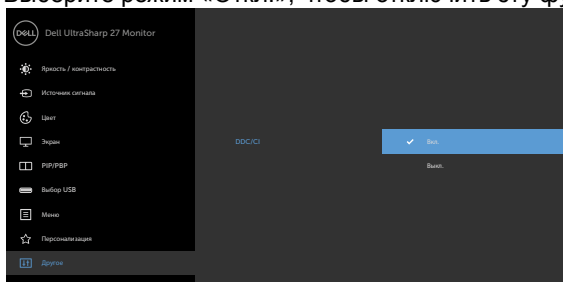 Выберите режим «Откл.», чтобы отключить эту фу
DELL Dell UltraSharp 27 Monitor
Яркость / контрастность
Источник сигнала
Цвет
Экран
DDC/CI
Вкл.
PIP/PBP
Выкл.
Выбор USB
Меню
Персонализация
Другое